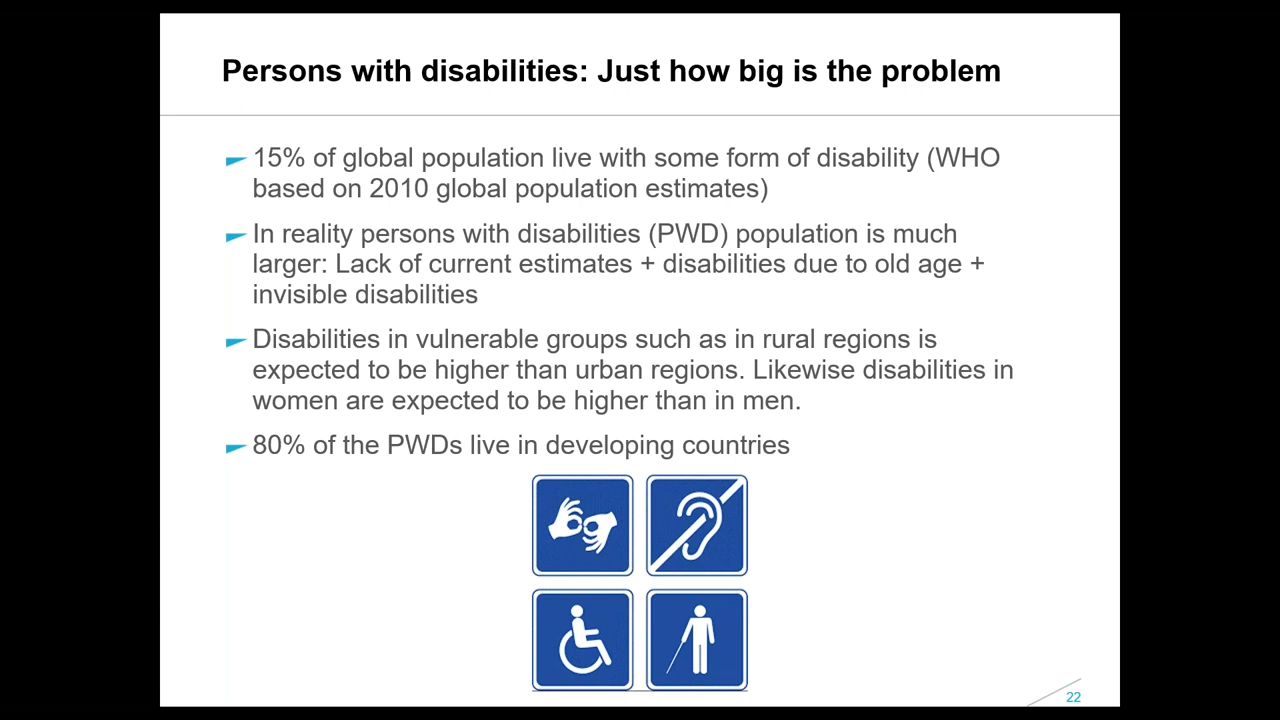 Persons with disabilities: Just how big is the problem
15% of global population live with some form of disability (WHO
based on 2010 global population estimates)
In reality persons with disabilities (PWD) population is much
larger: Lack of current estimates + disabilities due to old age +
invisible disabilities
Disabilities in vulnerable groups such as in rural regions is
expected to be higher than urban regions. Likewise disabilities in
women are expected to be higher than in men.
80% of the PWDs live in developing countries
22